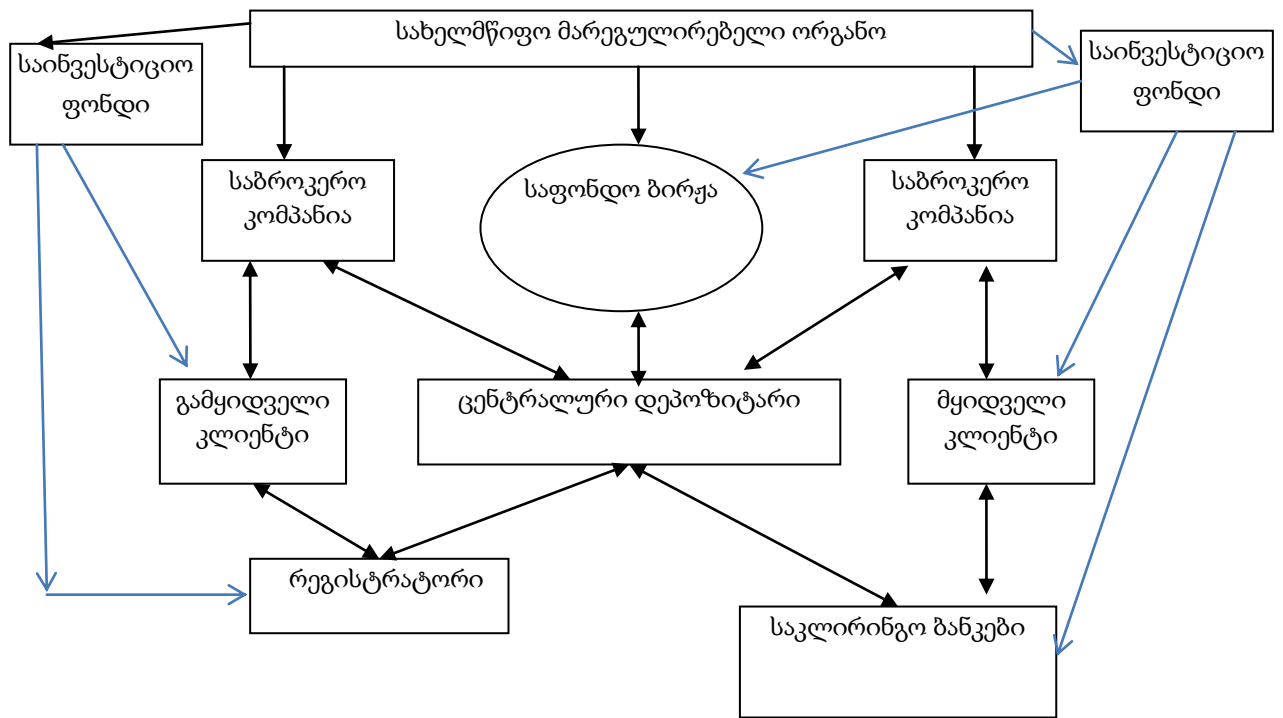 სახელმწიფო მარეგულირებელი ორგანო
საინვესტიციო
ფონდი
საინვესტიციო
ფონდი
საბროკერო
კომპანია
საფონდო ბირჟა
საბროკერო
კომპანია
გამყიდველი
კლიენტი
ცენტრალური დეპოზიტარი
მყიდველი
კლიენტი
რეგისტრატორი
საკლირინგო ბანკები